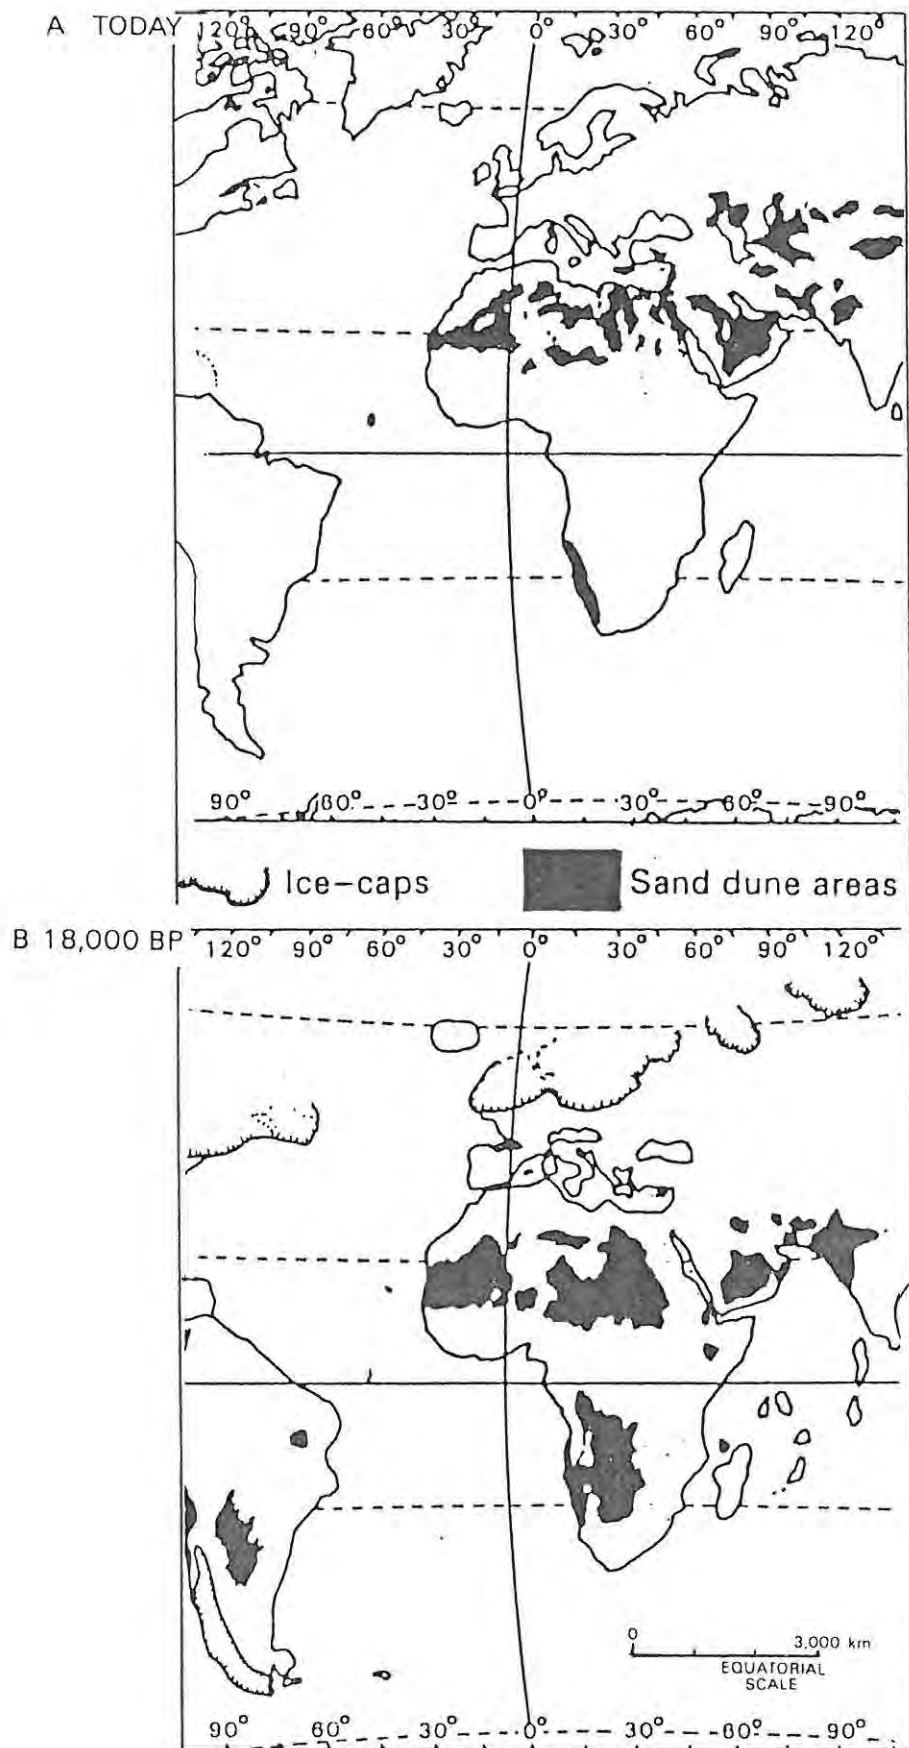 A TODAY 120° 90° 60° 30° 0° 30° 60° 90° 120°
90° 60° 30° 0° 30° 60° 90°
Ice-caps Sand dune areas
B 18,000 BP 120° 90° 60° 30° 0° 30° 60° 90° 120°
0 3,000 km
EQUATORIAL
SCALE
90° 60° 30° 0° 30° 60° 90°